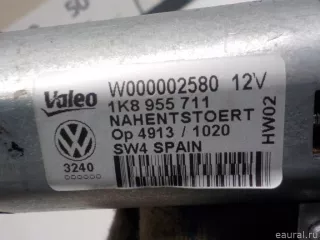 Valeo W000002580 12V
1K8 955 711
NAHENTSTOERT
Op 4913 / 1020
3240 SW4 SPAIN
HW02
eaural.ru